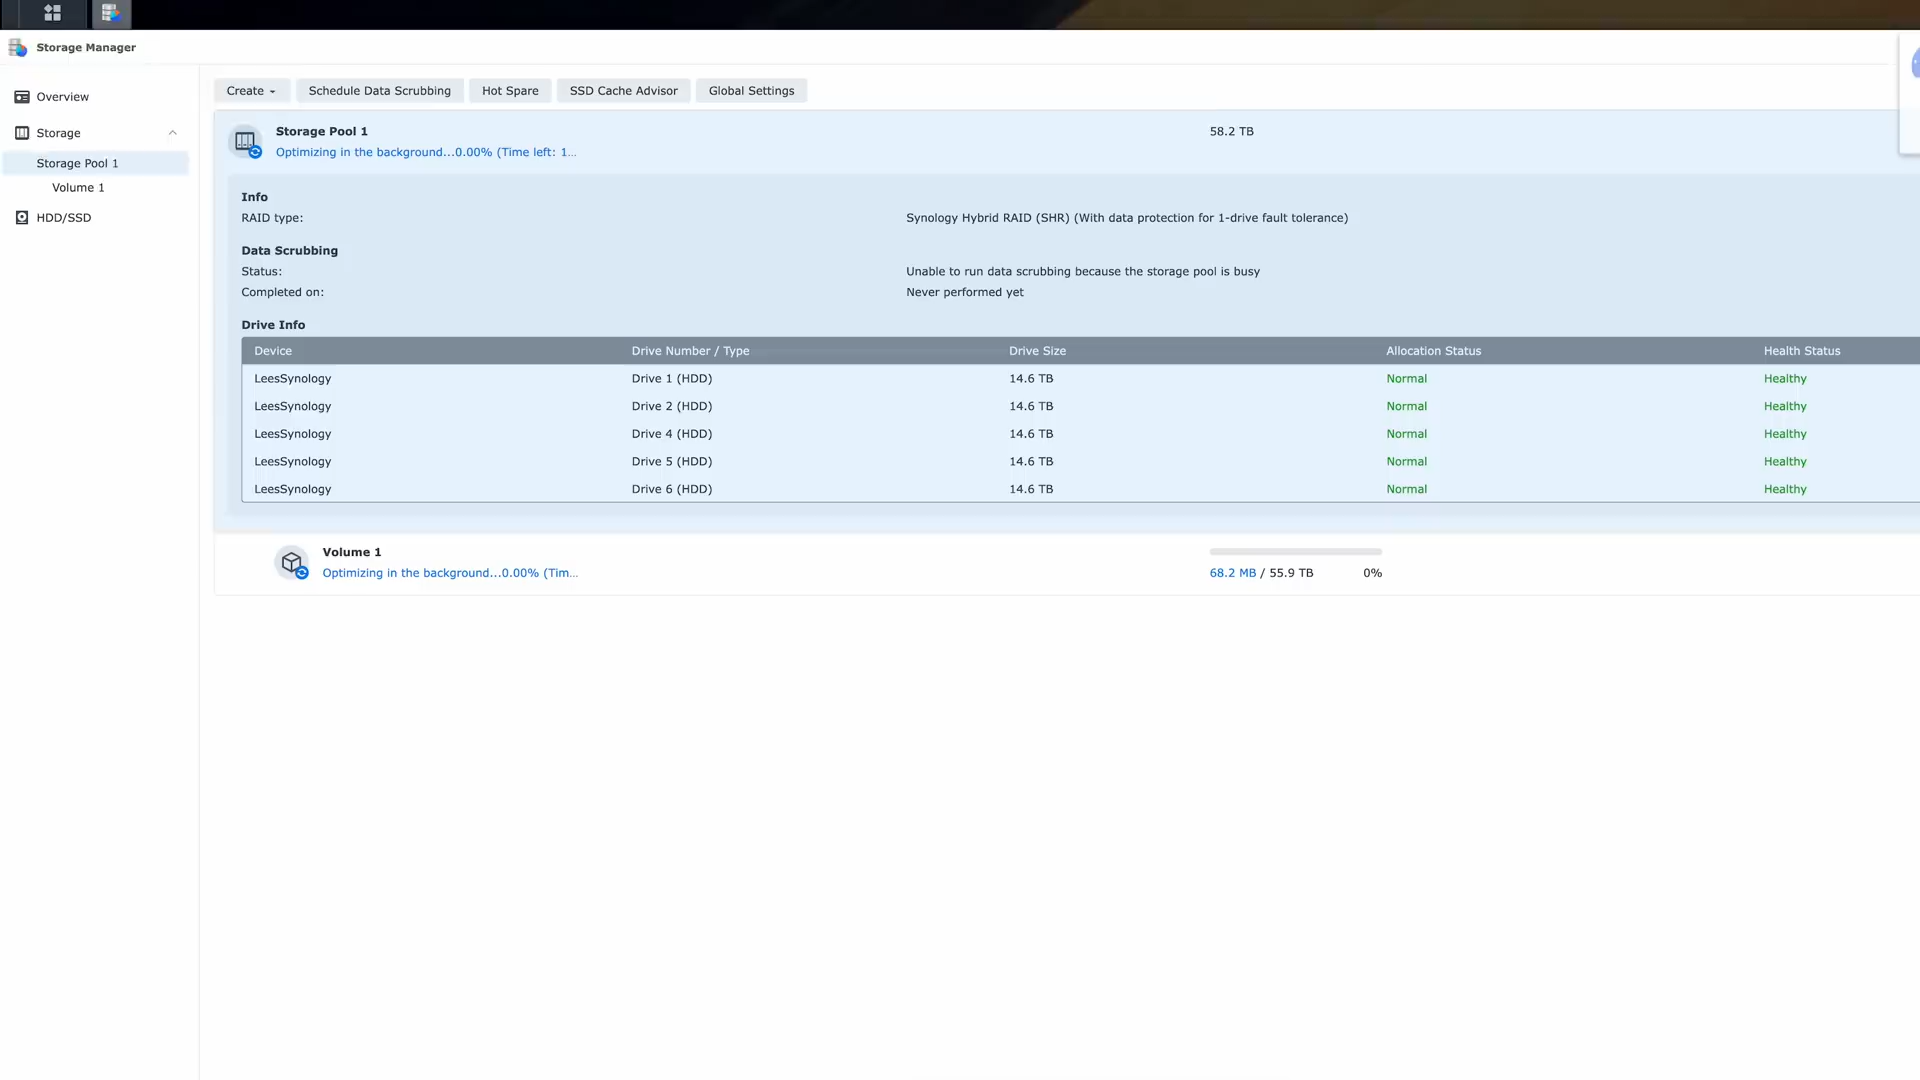 Storage Manager
Overview
Storage
Storage Pool 1
Volume 1
HDD/SSD
Create
Schedule Data Scrubbing
Hot Spare
SSD Cache Advisor
Global Settings
Storage Pool 1
58.2 TB
Optimizing in the background...0.00% (Time left: 1...
Info
RAID type: Synology Hybrid RAID (SHR) (With data protection for 1-drive fault tolerance)
Data Scrubbing
Status: Unable to run data scrubbing because the storage pool is busy
Completed on: Never performed yet
Drive Info
Device Drive Number / Type Drive Size Allocation Status Health Status
LeesSynology Drive 1 (HDD) 14.6 TB Normal Healthy
LeesSynology Drive 2 (HDD) 14.6 TB Normal Healthy
LeesSynology Drive 4 (HDD) 14.6 TB Normal Healthy
LeesSynology Drive 5 (HDD) 14.6 TB Normal Healthy
LeesSynology Drive 6 (HDD) 14.6 TB Normal Healthy
Volume 1
Optimizing in the background...0.00% (Tim...
68.2 MB / 55.9 TB 0%